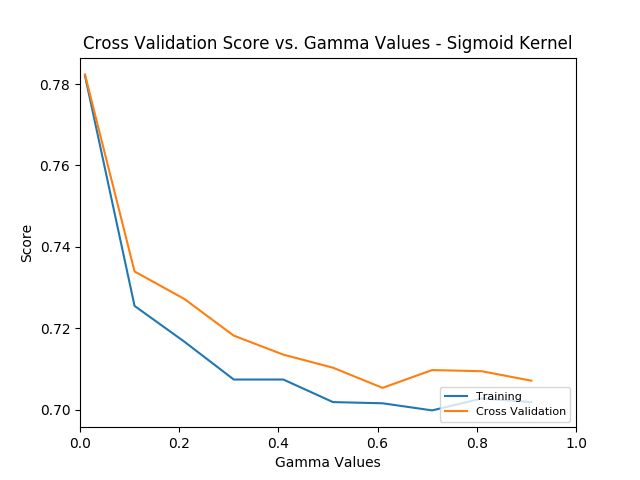 Cross Validation Score vs. Gamma Values - Sigmoid Kernel
0.78
0.76
0.74
0.72
0.70
Score
0.0 0.2 0.4 0.6 0.8 1.0
Gamma Values
Training
Cross Validation